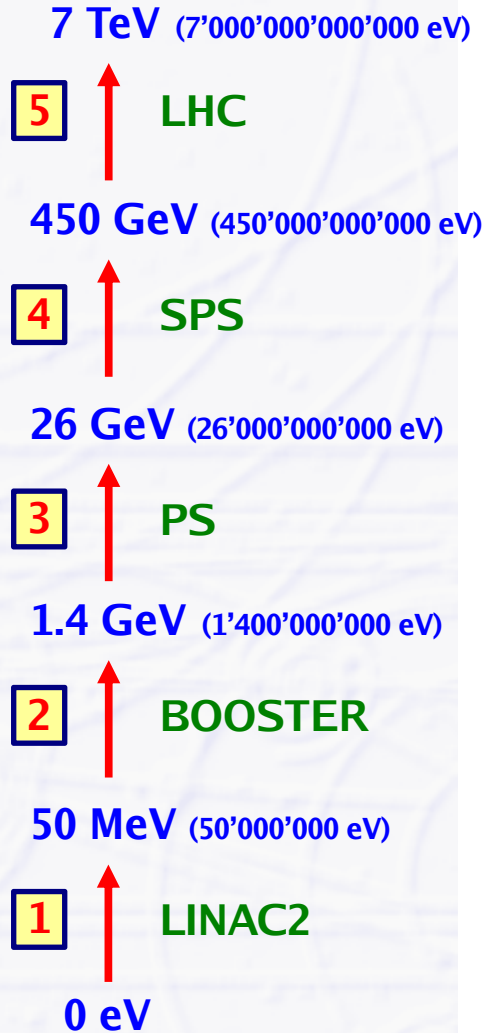 7 TeV (7’000’000’000’000 eV)
5 LHC
450 GeV (450’000’000’000 eV)
4 SPS
26 GeV (26’000’000’000 eV)
3 PS
1.4 GeV (1’400’000’000 eV)
2 BOOSTER
50 MeV (50’000’000 eV)
1 LINAC2
0 eV